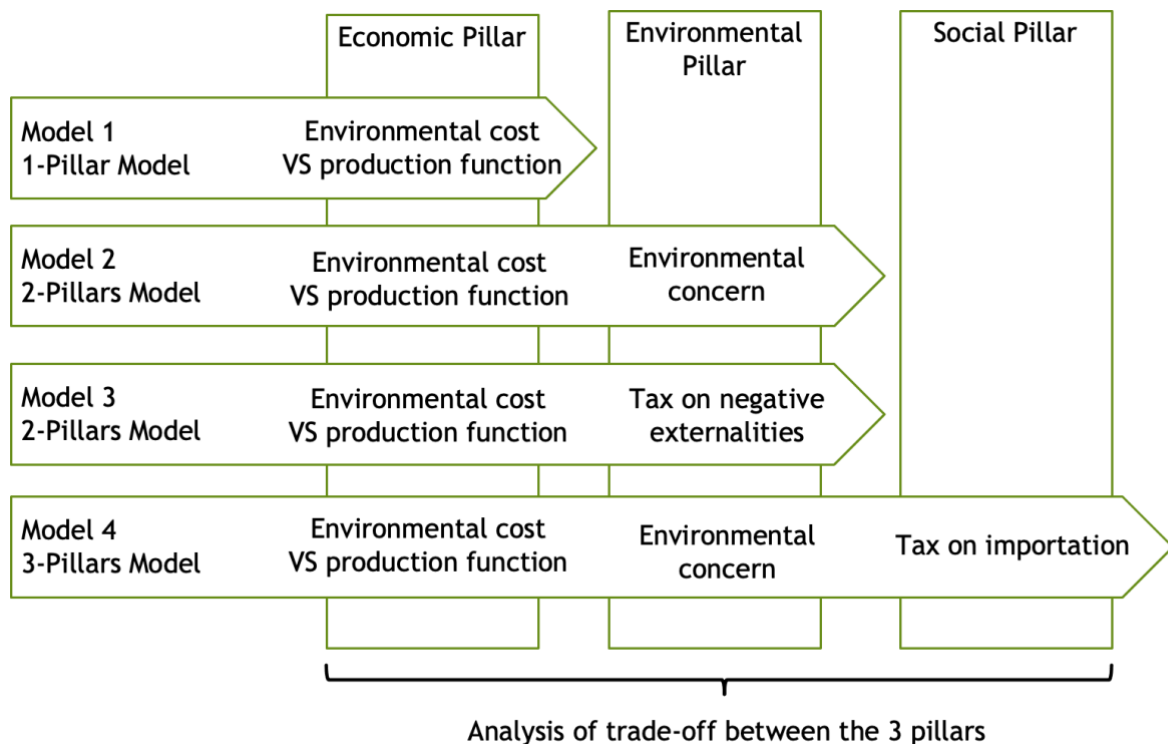 Economic Pillar
Environmental
Pillar
Social Pillar
Model 1
1-Pillar Model
Environmental cost
VS production function
Model 2
2-Pillars Model
Environmental cost
VS production function
Environmental
concern
Model 3
2-Pillars Model
Environmental cost
VS production function
Tax on negative
externalities
Model 4
3-Pillars Model
Environmental cost
VS production function
Environmental
concern
Tax on importation
Analysis of trade-off between the 3 pillars